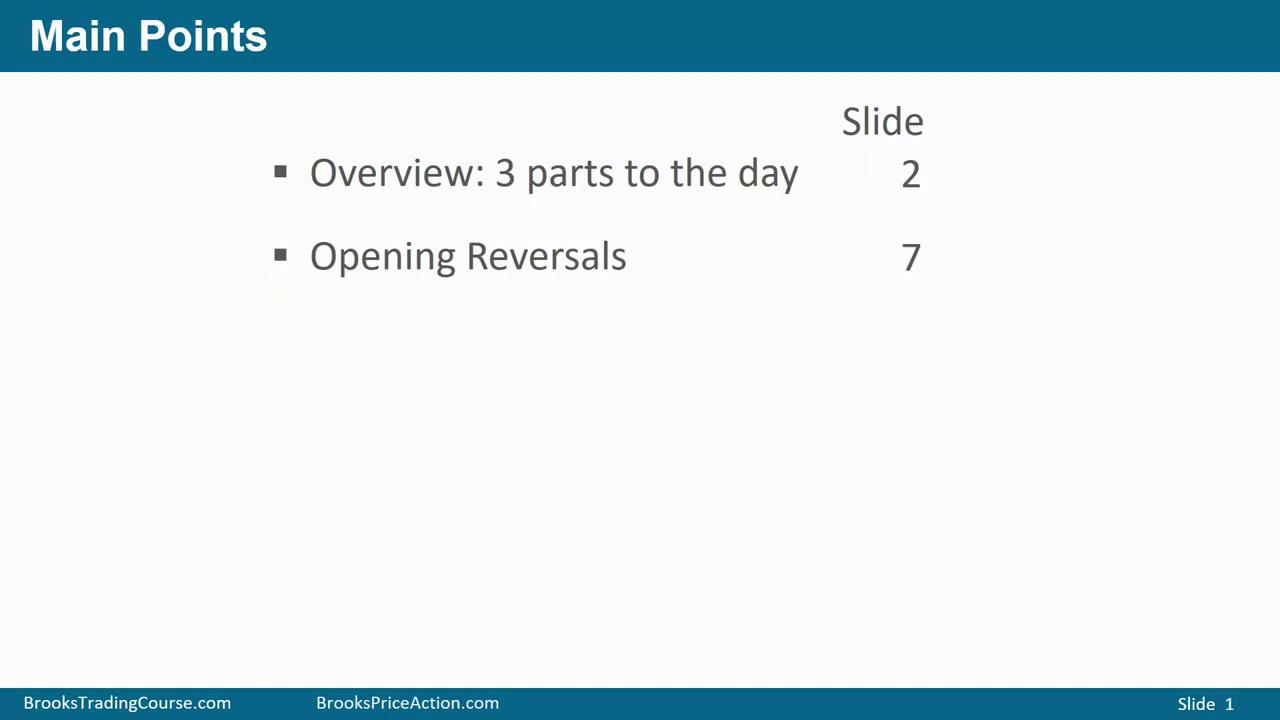 Main Points
Slide
▪ Overview: 3 parts to the day 2
▪ Opening Reversals 7
BrooksTradingCourse.com BrooksPriceAction.com Slide 1